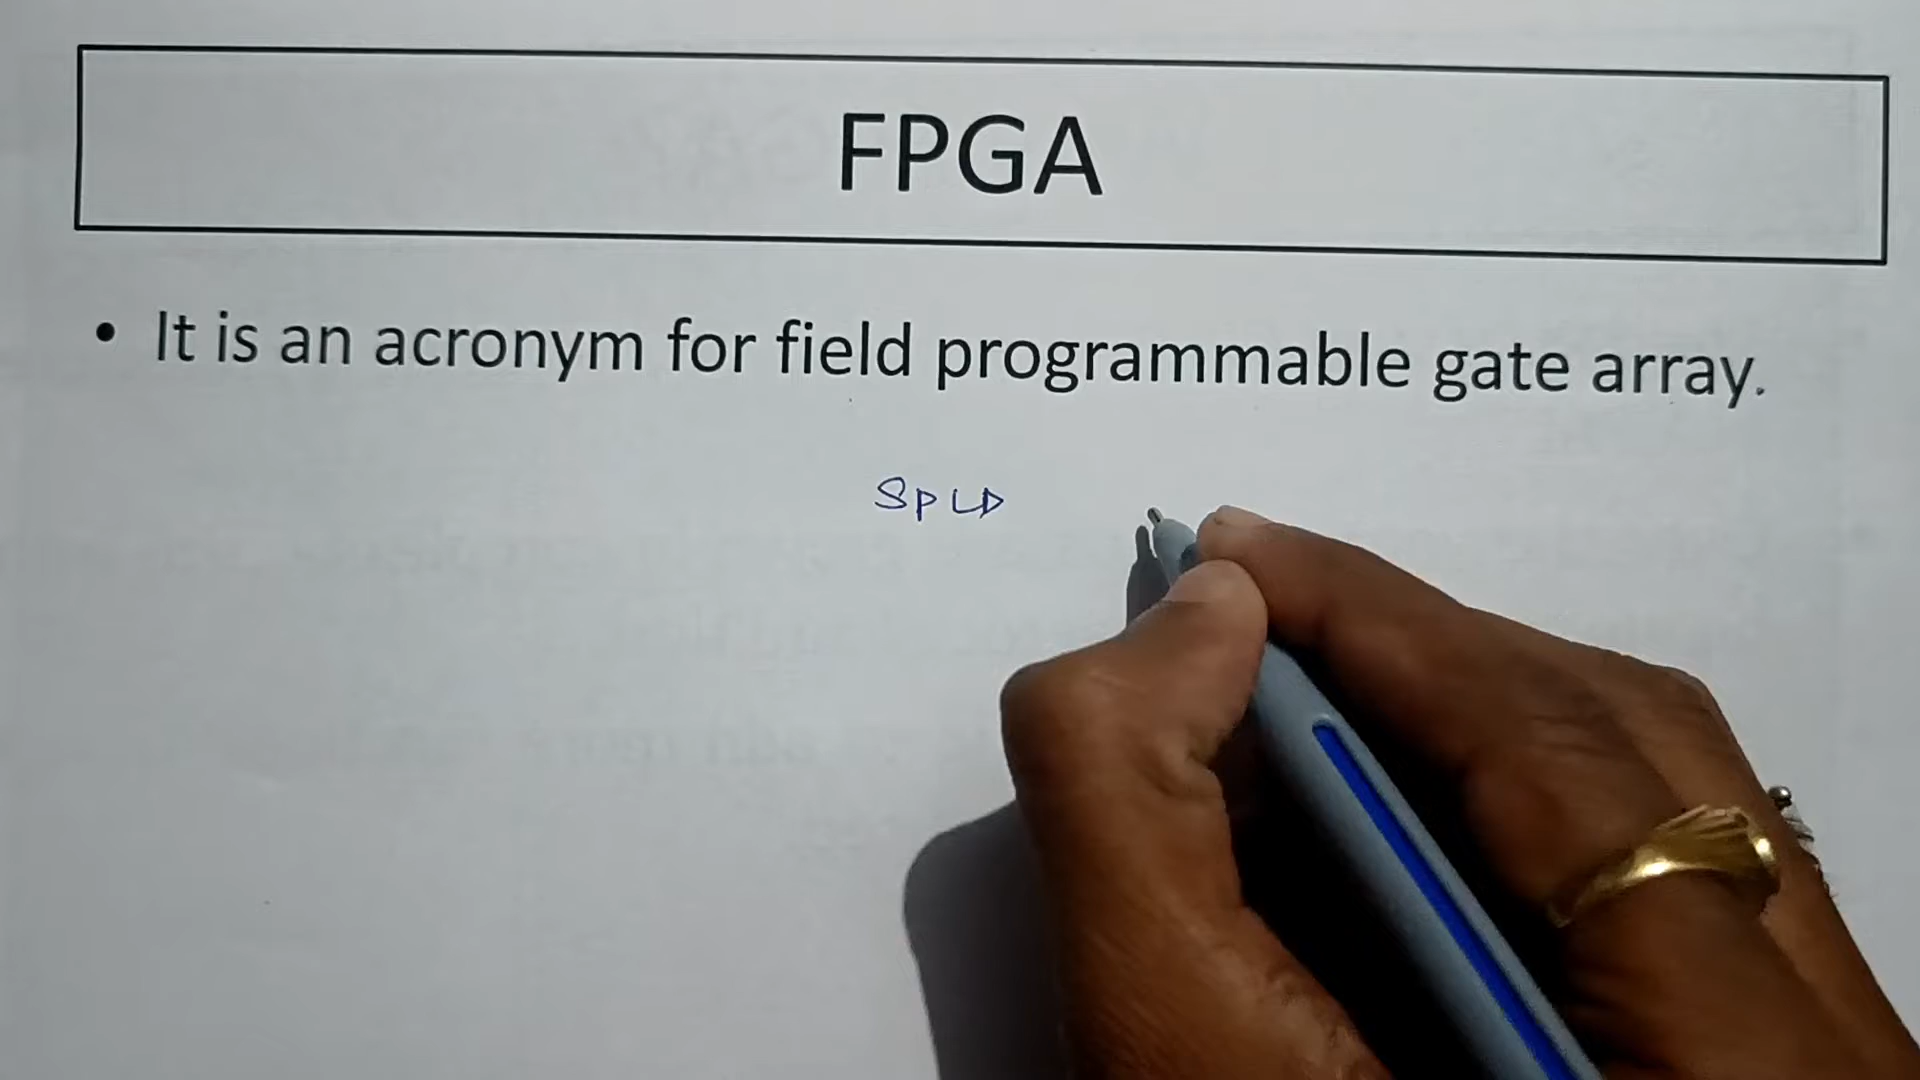 FPGA
• It is an acronym for field programmable gate array.
SPLD